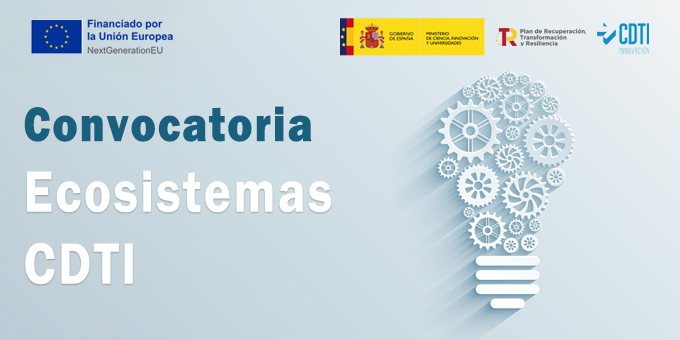 Financiado por
la Unión Europea
NextGenerationEU
GOBIERNO
DE ESPAÑA
MINISTERIO
DE CIENCIA, INNOVACIÓN
Y UNIVERSIDADES
Plan de Recuperación,
Transformación
y Resiliencia
CDTI
INNOVACIÓN
Convocatoria
Ecosistemas
CDTI